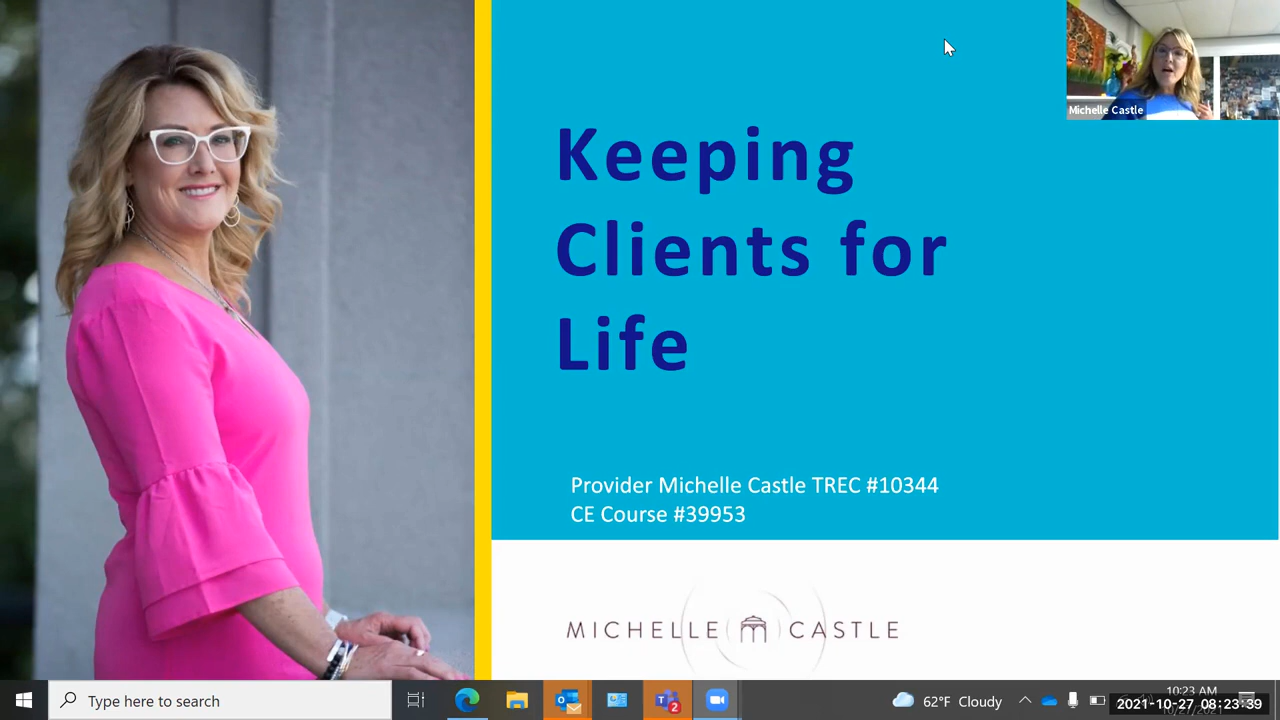 Michelle Castle
Keeping
Clients for
Life
Provider Michelle Castle TREC #10344
CE Course #39953
MICHELLE CASTLE
Type here to search
2
62°F Cloudy
10:23 AM
2021-10-27 08:23:39